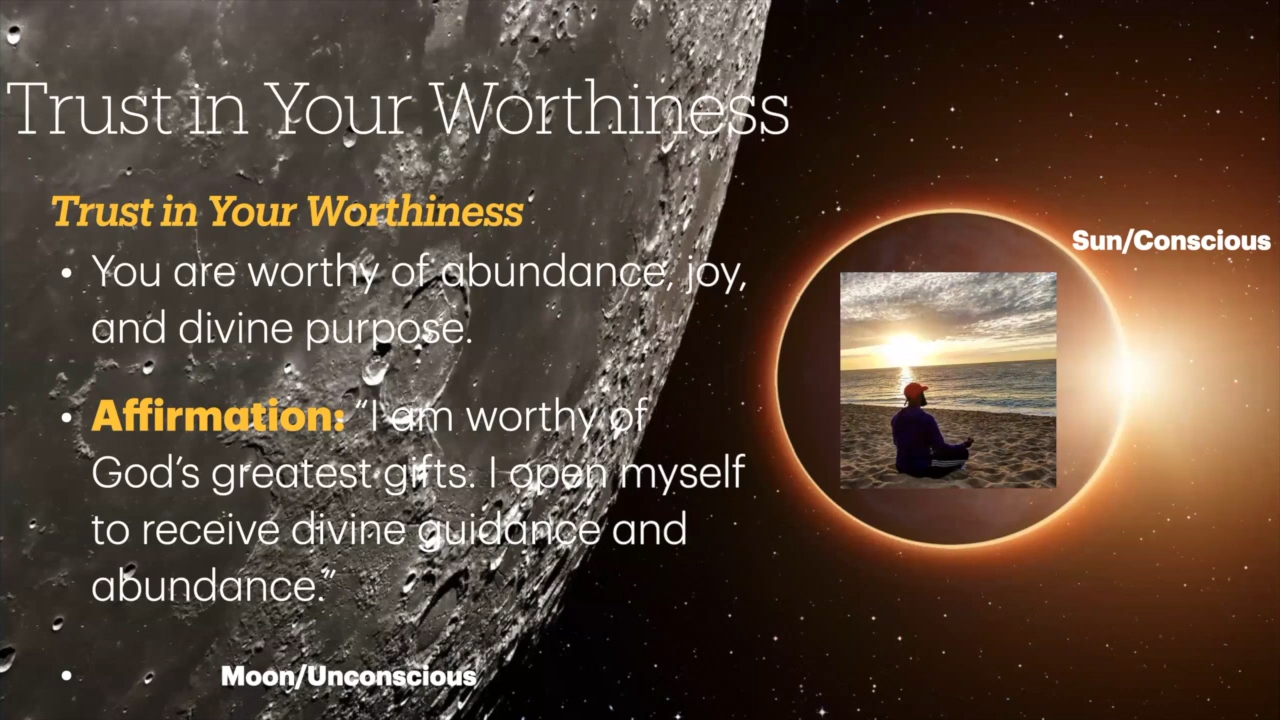 Trust in Your Worthiness
Trust in Your Worthiness
Sun/Conscious
• You are worthy of abundance, joy,
and divine purpose.
• Affirmation: “I am worthy of
God’s greatest gifts. I open myself
to receive divine guidance and
abundance.”
• Moon/Unconscious